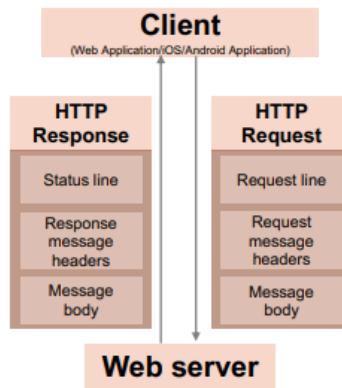 Client
(Web Application/iOS/Android Application)
HTTP
Response
Status line
Response
message
headers
Message
body
HTTP
Request
Request line
Request
message
headers
Message
body
Web server